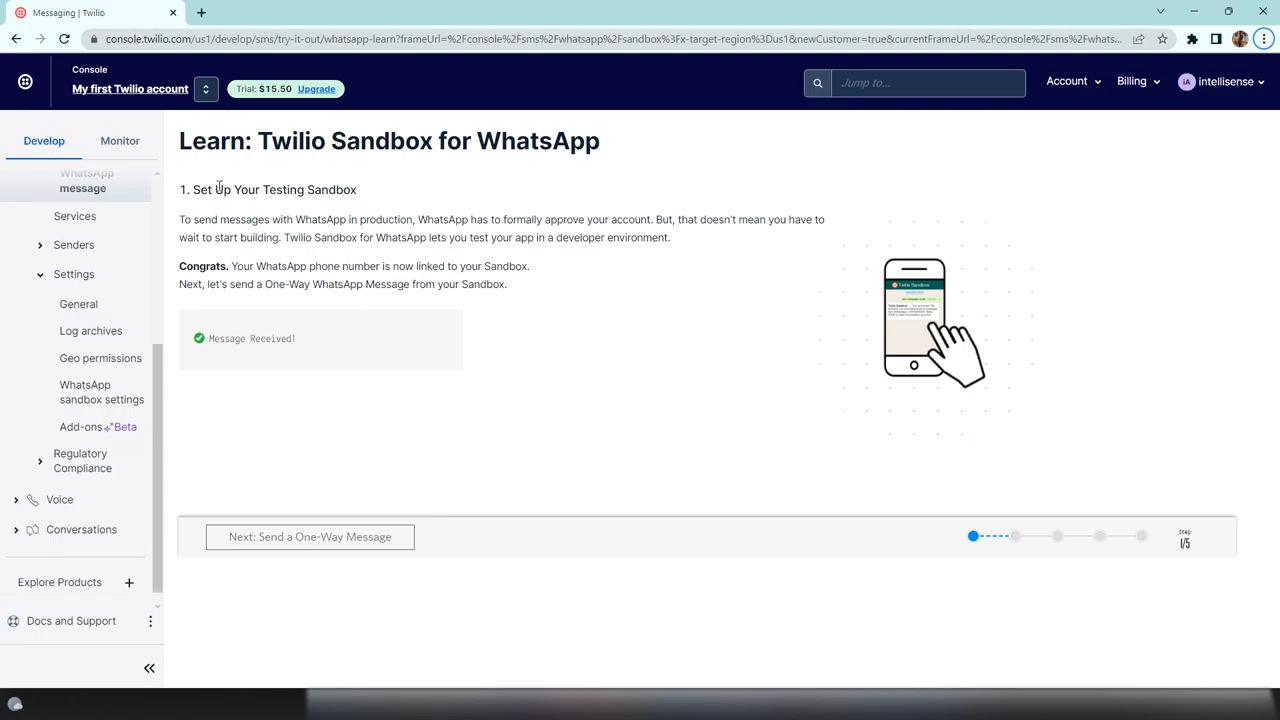 Messaging | Twilio
console.twilio.com/us1/develop/sms/try-it-out/whatsapp-learn?frameUrl=%2Fconsole%2Fsms%2Fwhatsapp%2Fsandbox%3Fx-target-region%3Dus1&newCustomer=true&currentFrameUrl=%2Fconsole%2Fsms%2Fwhats...
Console
My first Twilio account
Trial: $15.50 Upgrade
Jump to...
Account
Billing
iA intellisense
Develop
Monitor
WhatsApp
message
Services
Senders
Settings
General
Log archives
Geo permissions
WhatsApp
sandbox settings
Add-ons Beta
Regulatory
Compliance
Voice
Conversations
Explore Products
Docs and Support
Learn: Twilio Sandbox for WhatsApp
1. Set Up Your Testing Sandbox
To send messages with WhatsApp in production, WhatsApp has to formally approve your account. But, that doesn't mean you have to
wait to start building. Twilio Sandbox for WhatsApp lets you test your app in a developer environment.
Congrats. Your WhatsApp phone number is now linked to your Sandbox.
Next, let's send a One-Way WhatsApp Message from your Sandbox.
Message Received!
Twilio Sandbox
Next: Send a One-Way Message
Step
1/5